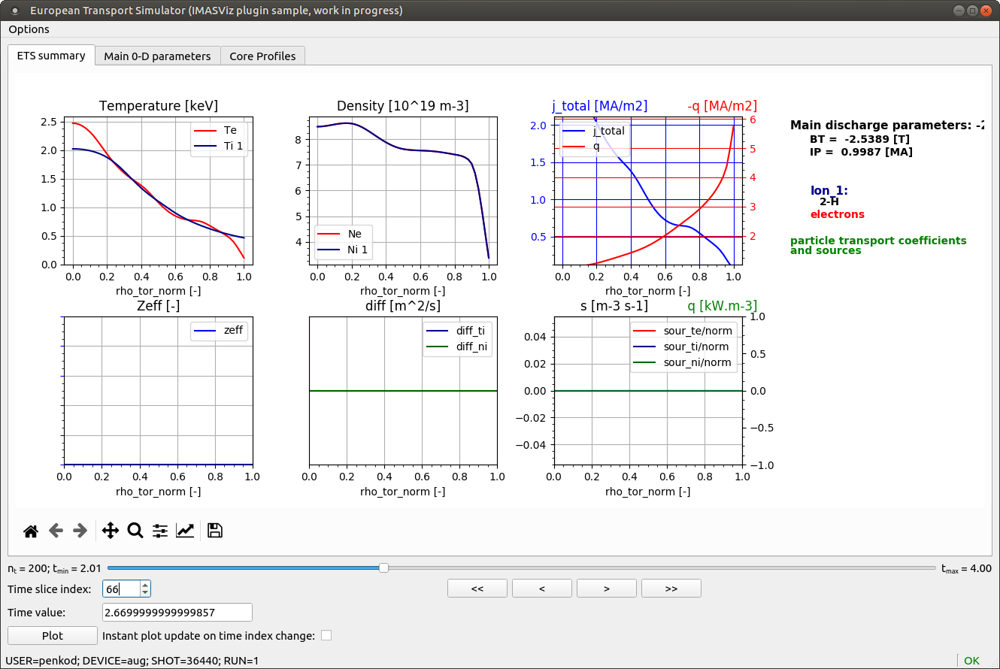 European Transport Simulator (IMASViz plugin sample, work in progress)
Options
ETS summary Main 0-D parameters Core Profiles
Temperature [keV]
2.5
2.0
1.5
1.0
0.5
0.0
Te
Ti 1
0.0 0.2 0.4 0.6 0.8 1.0
rho_tor_norm [-]
Density [10^19 m-3]
8
7
6
5
4
Ne
Ni 1
0.0 0.2 0.4 0.6 0.8 1.0
rho_tor_norm [-]
j_total [MA/m2] -q [MA/m2]
2.0
1.5
1.0
0.5
j_total
q
6
5
4
3
2
0.0 0.2 0.4 0.6 0.8 1.0
rho_tor_norm [-]
Main discharge parameters: -2
BT = -2.5389 [T]
IP = 0.9987 [MA]
Ion_1:
2-H
electrons
particle transport coefficients
and sources
Zeff [-]
zeff
0.0 0.2 0.4 0.6 0.8 1.0
rho_tor_norm [-]
diff [m^2/s]
diff_ti
diff_ni
0.0 0.2 0.4 0.6 0.8 1.0
rho_tor_norm [-]
s [m-3 s-1] q [kW.m-3]
0.04
0.02
0.00
−0.02
−0.04
sour_te/norm
sour_ti/norm
sour_ni/norm
1.0
0.5
0.0
−0.5
−1.0
0.0 0.2 0.4 0.6 0.8 1.0
rho_tor_norm [-]
nt = 200; tmin = 2.01 tmax = 4.00
Time slice index: 66 << < > >>
Time value: 2.6699999999999857
Plot Instant plot update on time index change:
USER=penkod; DEVICE=aug; SHOT=36440; RUN=1 OK